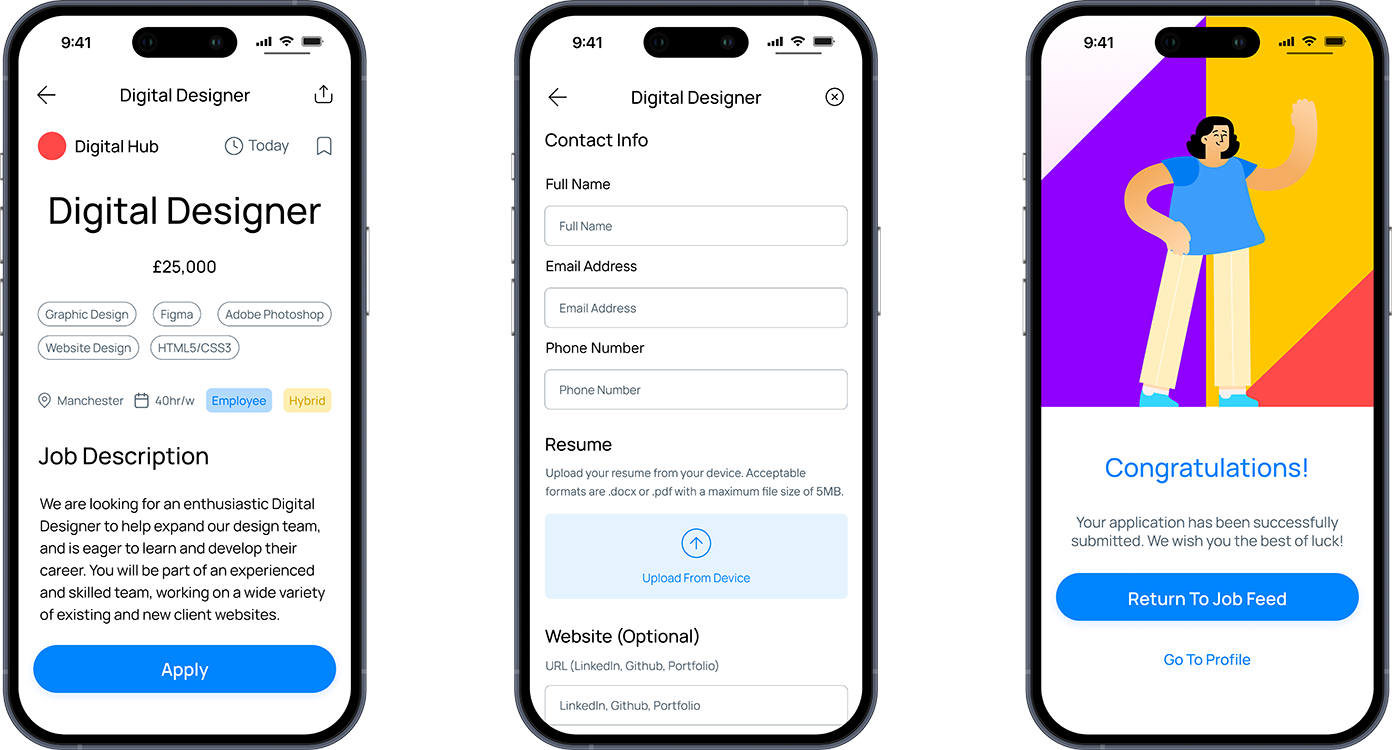 9:41
Digital Designer
Digital Hub
Today
Digital Designer
£25,000
Graphic Design
Figma
Adobe Photoshop
Website Design
HTML5/CSS3
Manchester
40hr/w
Employee
Hybrid
Job Description
We are looking for an enthusiastic Digital
Designer to help expand our design team,
and is eager to learn and develop their
career. You will be part of an experienced
and skilled team, working on a wide variety
of existing and new client websites.
Apply
9:41
Digital Designer
Contact Info
Full Name
Full Name
Email Address
Email Address
Phone Number
Phone Number
Resume
Upload your resume from your device. Acceptable
formats are .docx or .pdf with a maximum file size of 5MB.
Upload From Device
Website (Optional)
URL (LinkedIn, Github, Portfolio)
LinkedIn, Github, Portfolio
9:41
Congratulations!
Your application has been successfully
submitted. We wish you the best of luck!
Return To Job Feed
Go To Profile